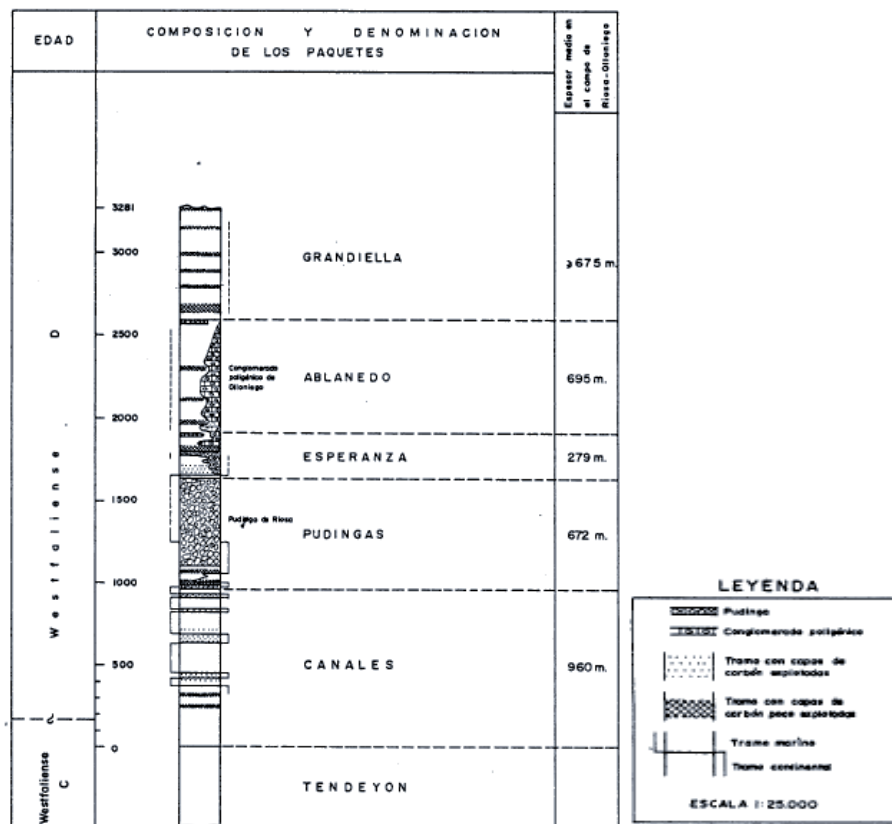 EDAD
COMPOSICION Y DENOMINACION
DE LOS PAQUETES
Espesor medio en
el campo de
Riosa-Olloniego
3281
3000
2500
2000
1500
1000
500
0
Westfaliense D
Westfaliense C
GRANDIELLA
675 m.
Conglomerado
poligénico de
Olloniego
ABLANEDO
695 m.
ESPERANZA
279 m.
Pudinga de Riosa
PUDINGAS
672 m.
CANALES
960 m.
TENDEYON
LEYENDA
Pudinga
Conglomerado poligénico
Tramo con capas de
carbón explotadas
Tramo con capas de
carbón poco explotadas
Tramo marino
Tramo continental
ESCALA 1:25.000